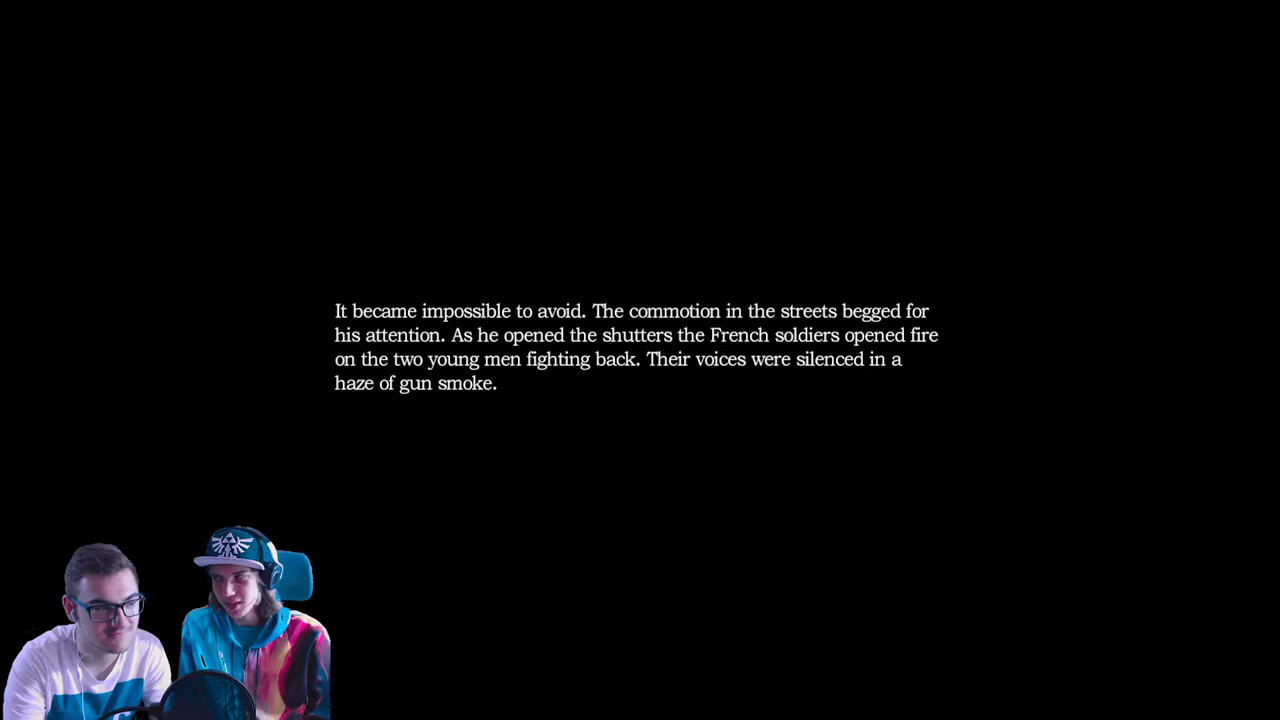 It became impossible to avoid. The commotion in the streets begged for
his attention. As he opened the shutters the French soldiers opened fire
on the two young men fighting back. Their voices were silenced in a
haze of gun smoke.